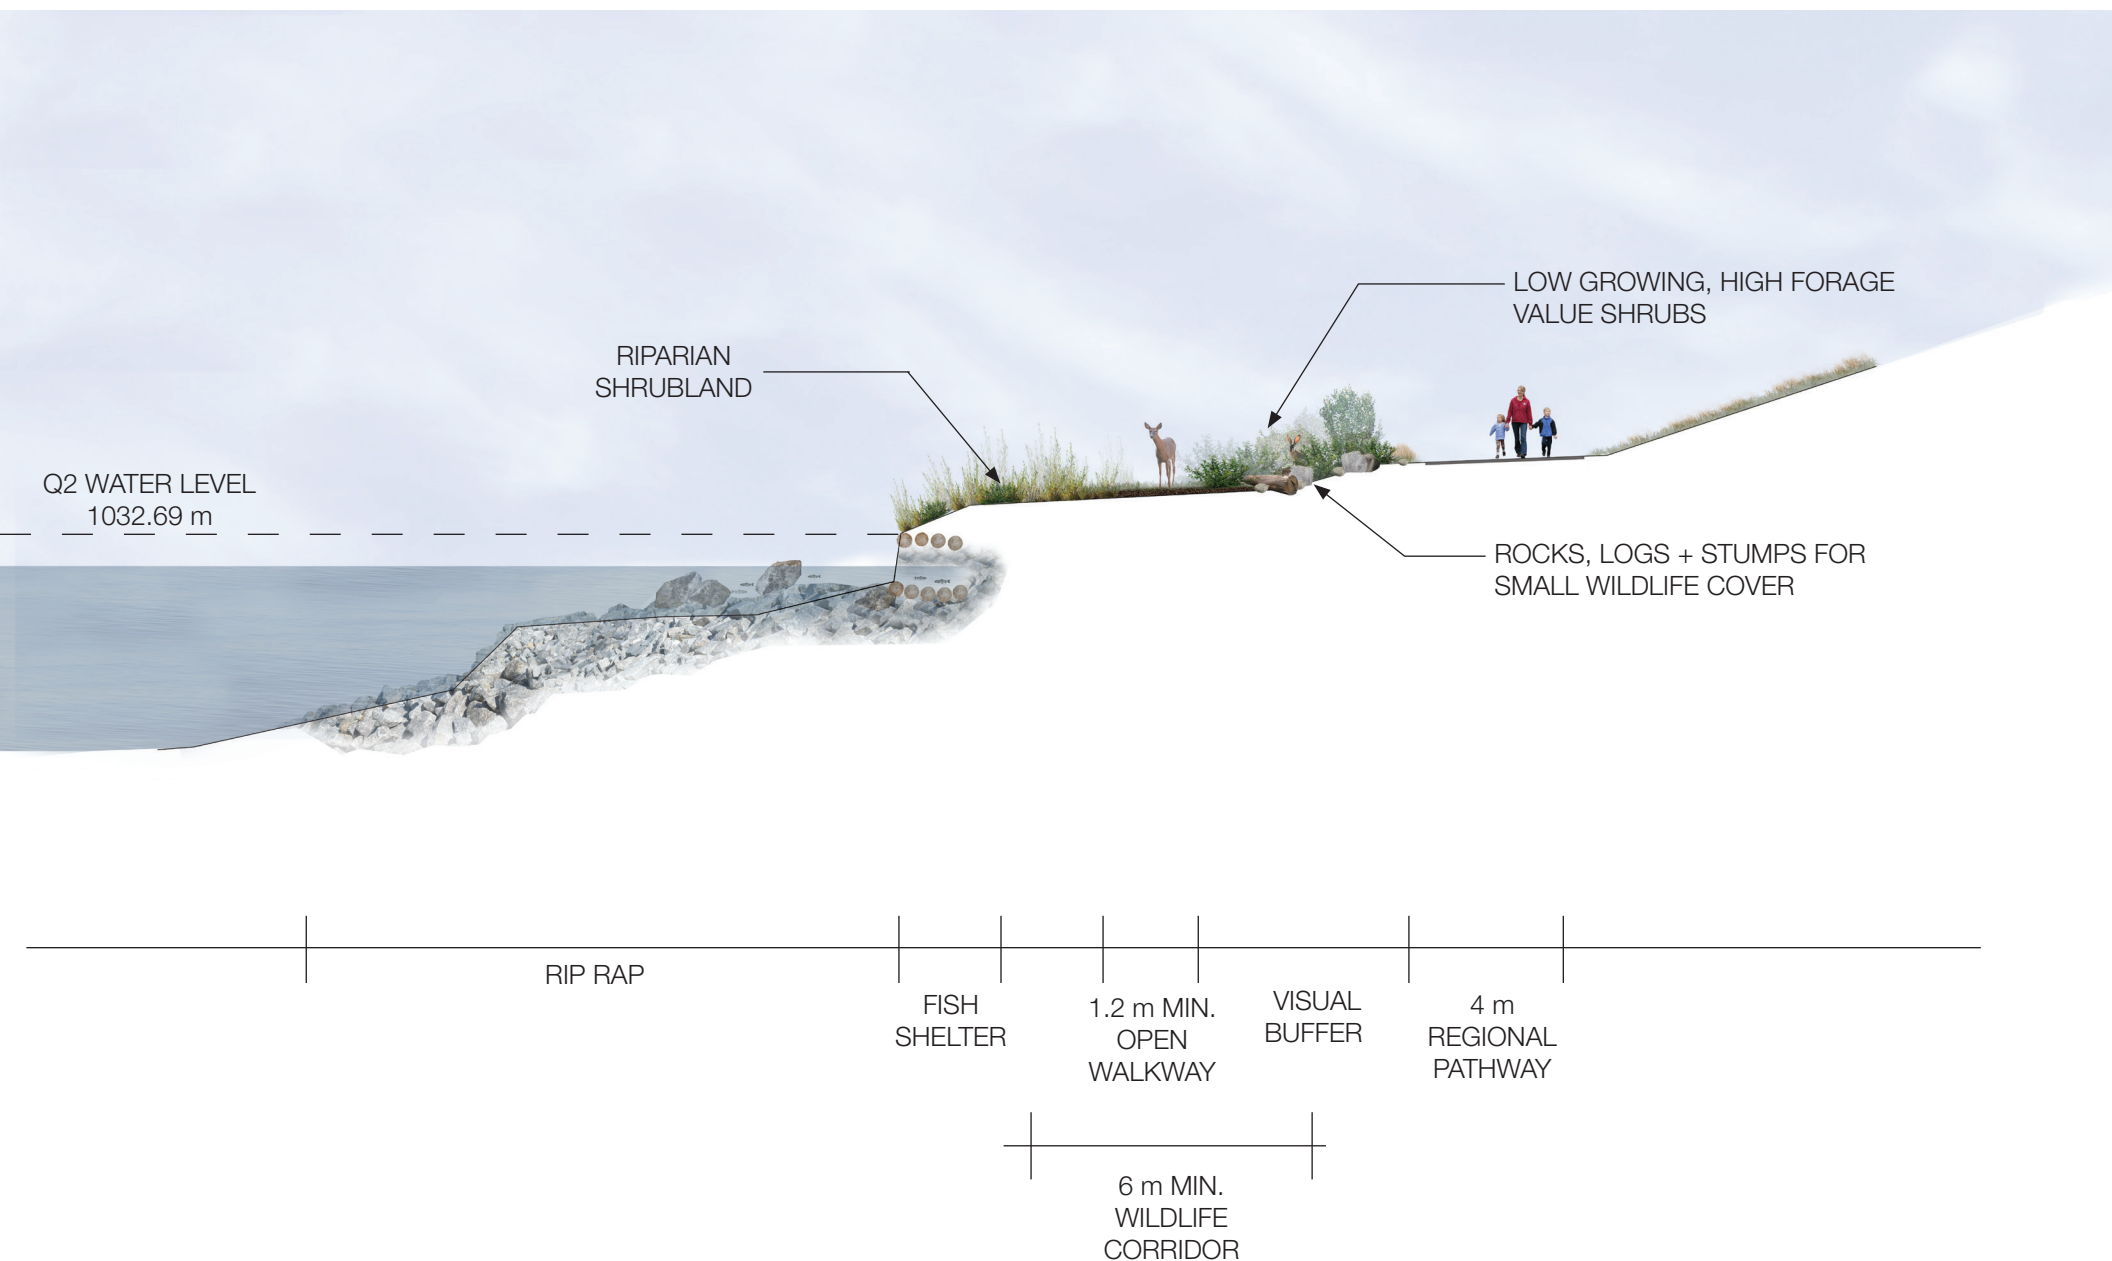 LOW GROWING, HIGH FORAGE
VALUE SHRUBS
RIPARIAN
SHRUBLAND
Q2 WATER LEVEL
1032.69 m
ROCKS, LOGS + STUMPS FOR
SMALL WILDLIFE COVER
RIP RAP
FISH
SHELTER
1.2 m MIN.
OPEN
WALKWAY
VISUAL
BUFFER
4 m
REGIONAL
PATHWAY
6 m MIN.
WILDLIFE
CORRIDOR